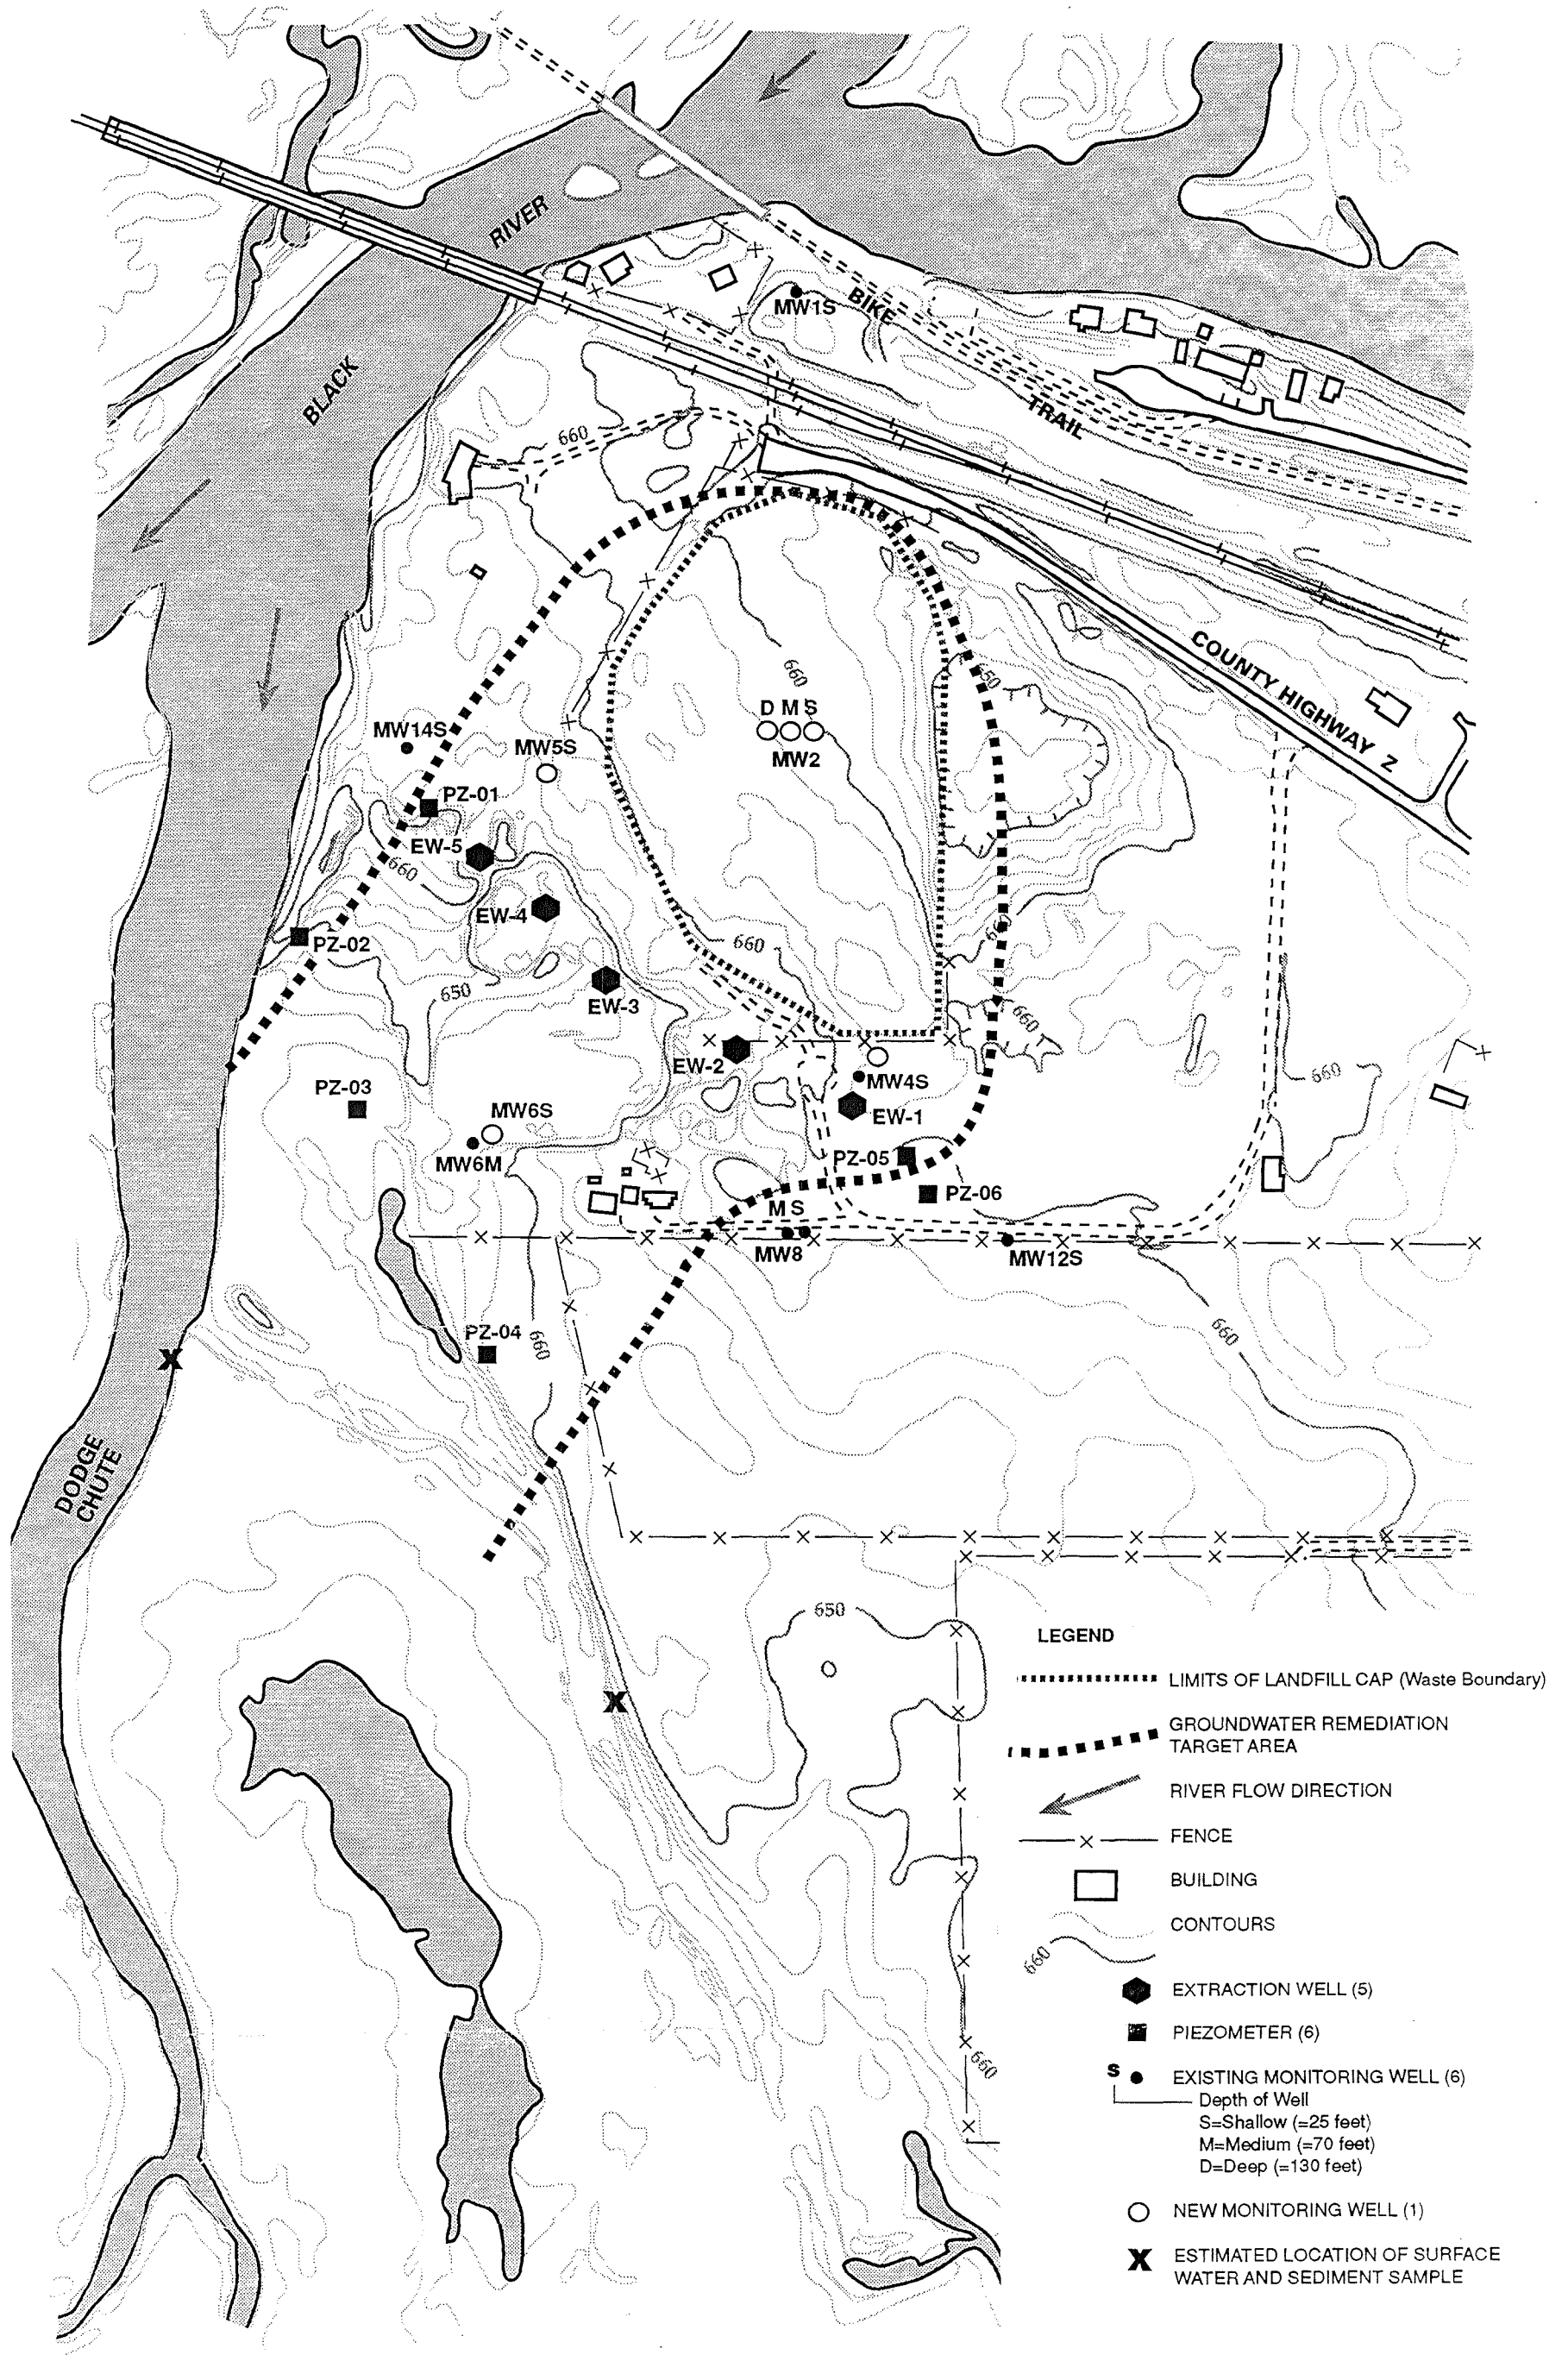 RIVER
BLACK
MW1S
BIKE
TRAIL
660
660
650
COUNTY HIGHWAY Z
D M S
MW2
MW14S
MW5S
PZ-01
EW-5
660
EW-4
PZ-02
660
650
EW-3
660
EW-2
MW4S
660
PZ-03
EW-1
MW6S
MW6M
PZ-05
PZ-06
M S
MW8
MW12S
PZ-04
660
660
X
DODGE
CHUTE
650
X
660
LEGEND
LIMITS OF LANDFILL CAP (Waste Boundary)
GROUNDWATER REMEDIATION
TARGET AREA
RIVER FLOW DIRECTION
FENCE
BUILDING
CONTOURS
660
EXTRACTION WELL (5)
PIEZOMETER (6)
S EXISTING MONITORING WELL (6)
Depth of Well
S=Shallow (=25 feet)
M=Medium (=70 feet)
D=Deep (=130 feet)
NEW MONITORING WELL (1)
X ESTIMATED LOCATION OF SURFACE
WATER AND SEDIMENT SAMPLE